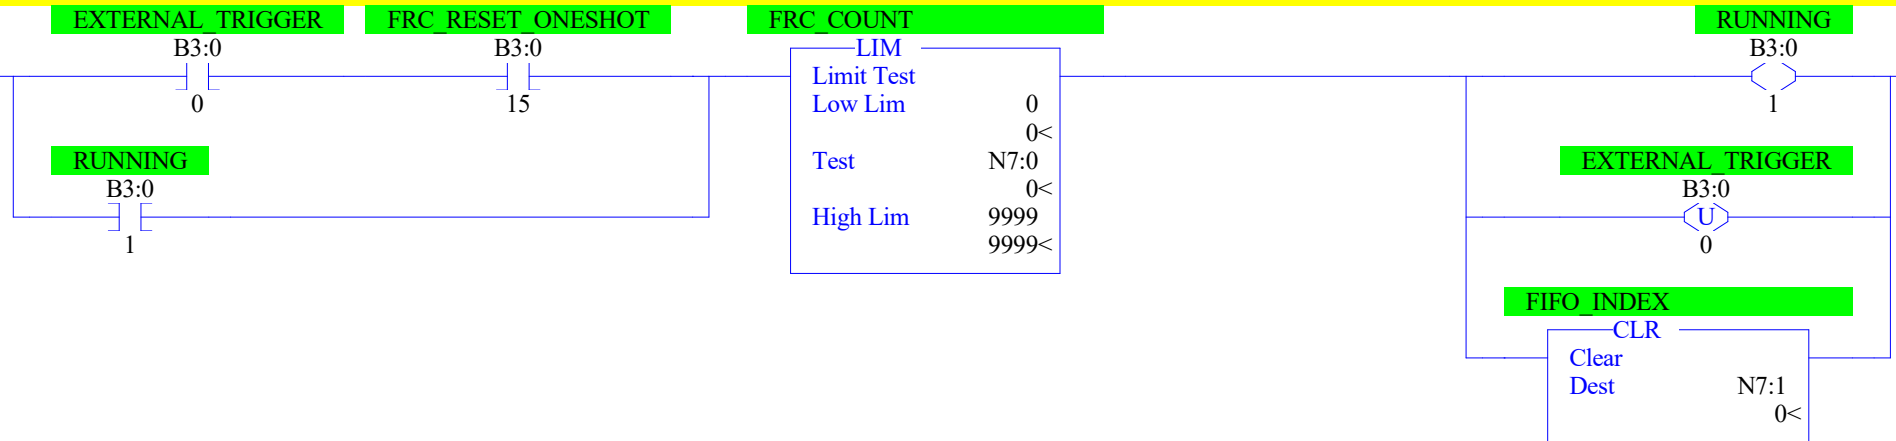 EXTERNAL_TRIGGER
B3:0
0
FRC_RESET_ONESHOT
B3:0
15
RUNNING
B3:0
1
FRC_COUNT
LIM
Limit Test
Low Lim 0
0<
Test N7:0
0<
High Lim 9999
9999<
RUNNING
B3:0
1
EXTERNAL_TRIGGER
B3:0
U
0
FIFO_INDEX
CLR
Clear
Dest N7:1
0<